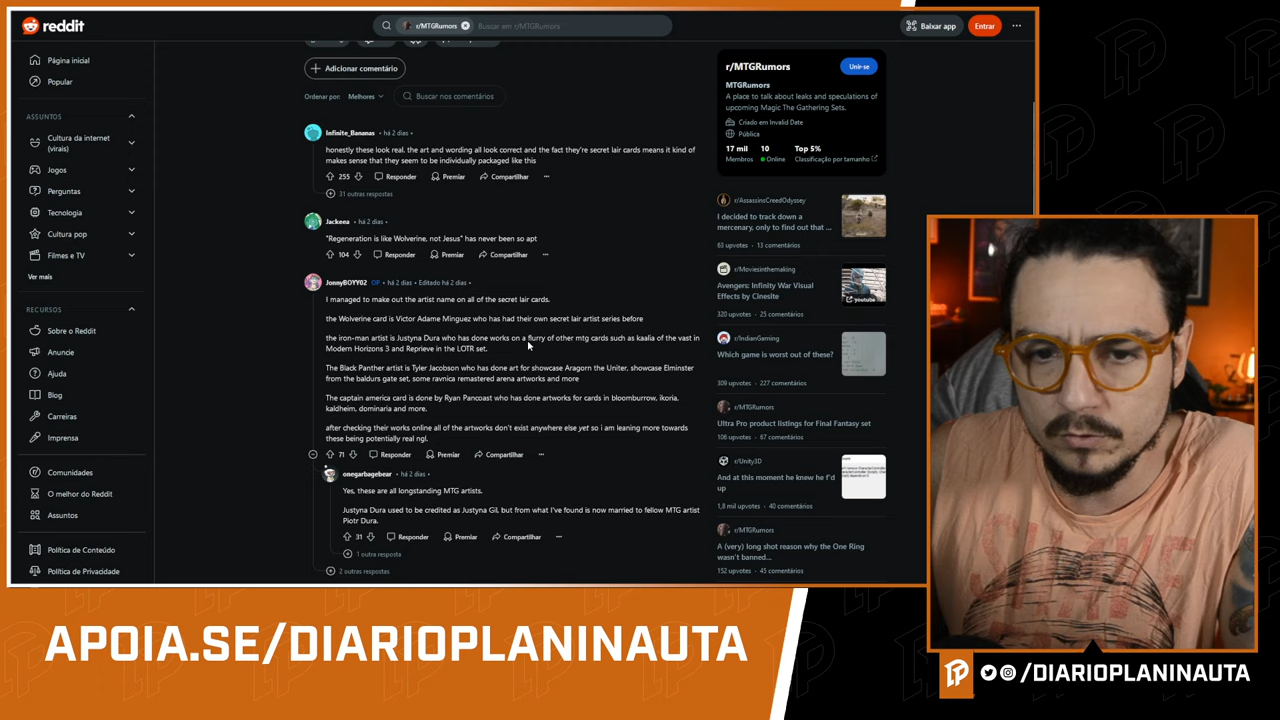 reddit
r/MTGRumors
Buscar em r/MTGRumors
Baixar app
Entrar
Página inicial
Popular
ASSUNTOS
Cultura da internet
(virais)
Jogos
Perguntas
Tecnologia
Cultura pop
Filmes e TV
Ver mais
RECURSOS
Sobre o Reddit
Anuncie
Ajuda
Blog
Carreiras
Imprensa
Comunidades
O melhor do Reddit
Assuntos
Política de Conteúdo
Política de Privacidade
Adicionar comentário
Ordenar por: Melhores
Buscar nos comentários
Infinite_Bananas • há 2 dias •
honestly these look real. the art and wording all look correct and the fact they're secret lair cards means it kind of
makes sense that they seem to be individually packaged like this
255 Responder Premiar Compartilhar
31 outras respostas
Jackeea • há 2 dias •
"Regeneration is like Wolverine, not Jesus" has never been so apt
104 Responder Premiar Compartilhar
JonnyBOYY02 OP • há 2 dias • Editado há 2 dias •
I managed to make out the artist name on all of the secret lair cards.
the Wolverine card is Victor Adame Minguez who has had their own secret lair artist series before
the iron-man artist is Justyna Dura who has done works on a flurry of other mtg cards such as kaalia of the vast in
Modern Horizons 3 and Reprieve in the LOTR set.
The Black Panther artist is Tyler Jacobson who has done art for showcase Aragorn the Uniter, showcase Elminster
from the baldurs gate set, some ravnica remastered arena artworks and more
The captain america card is done by Ryan Pancoast who has done artworks for cards in bloomburrow, ikoria,
kaldheim, dominaria and more.
after checking their works online all of the artworks don't exist anywhere else yet so i am leaning more towards
these being potentially real ngl.
71 Responder Premiar Compartilhar
onegarbagebear • há 2 dias •
Yes, these are all longstanding MTG artists.
Justyna Dura used to be credited as Justyna Gil, but from what I've found is now married to fellow MTG artist
Piotr Dura.
31 Responder Premiar Compartilhar
1 outra resposta
2 outras respostas
r/MTGRumors
Unir-se
MTGRumors
A place to talk about leaks and speculations of
upcoming Magic The Gathering Sets.
Criado em Invalid Date
Pública
17 mil 10 Top 5%
Membros Online Classificação por tamanho
r/AssassinsCreedOdyssey
I decided to track down a
mercenary, only to find out that ...
63 upvotes • 13 comentários
r/Moviesinthemaking
Avengers: Infinity War Visual
Effects by Cinesite
youtube
320 upvotes • 25 comentários
r/IndianGaming
Which game is worst out of these?
309 upvotes • 227 comentários
r/MTGRumors
Ultra Pro product listings for Final Fantasy set
106 upvotes • 67 comentários
r/Unity3D
And at this moment he knew he f'd
up
1,8 mil upvotes • 40 comentários
r/MTGRumors
A (very) long shot reason why the One Ring
wasn't banned...
152 upvotes • 45 comentários
APOIA.SE/DIARIOPLANINAUTA
/DIARIOPLANINAUTA